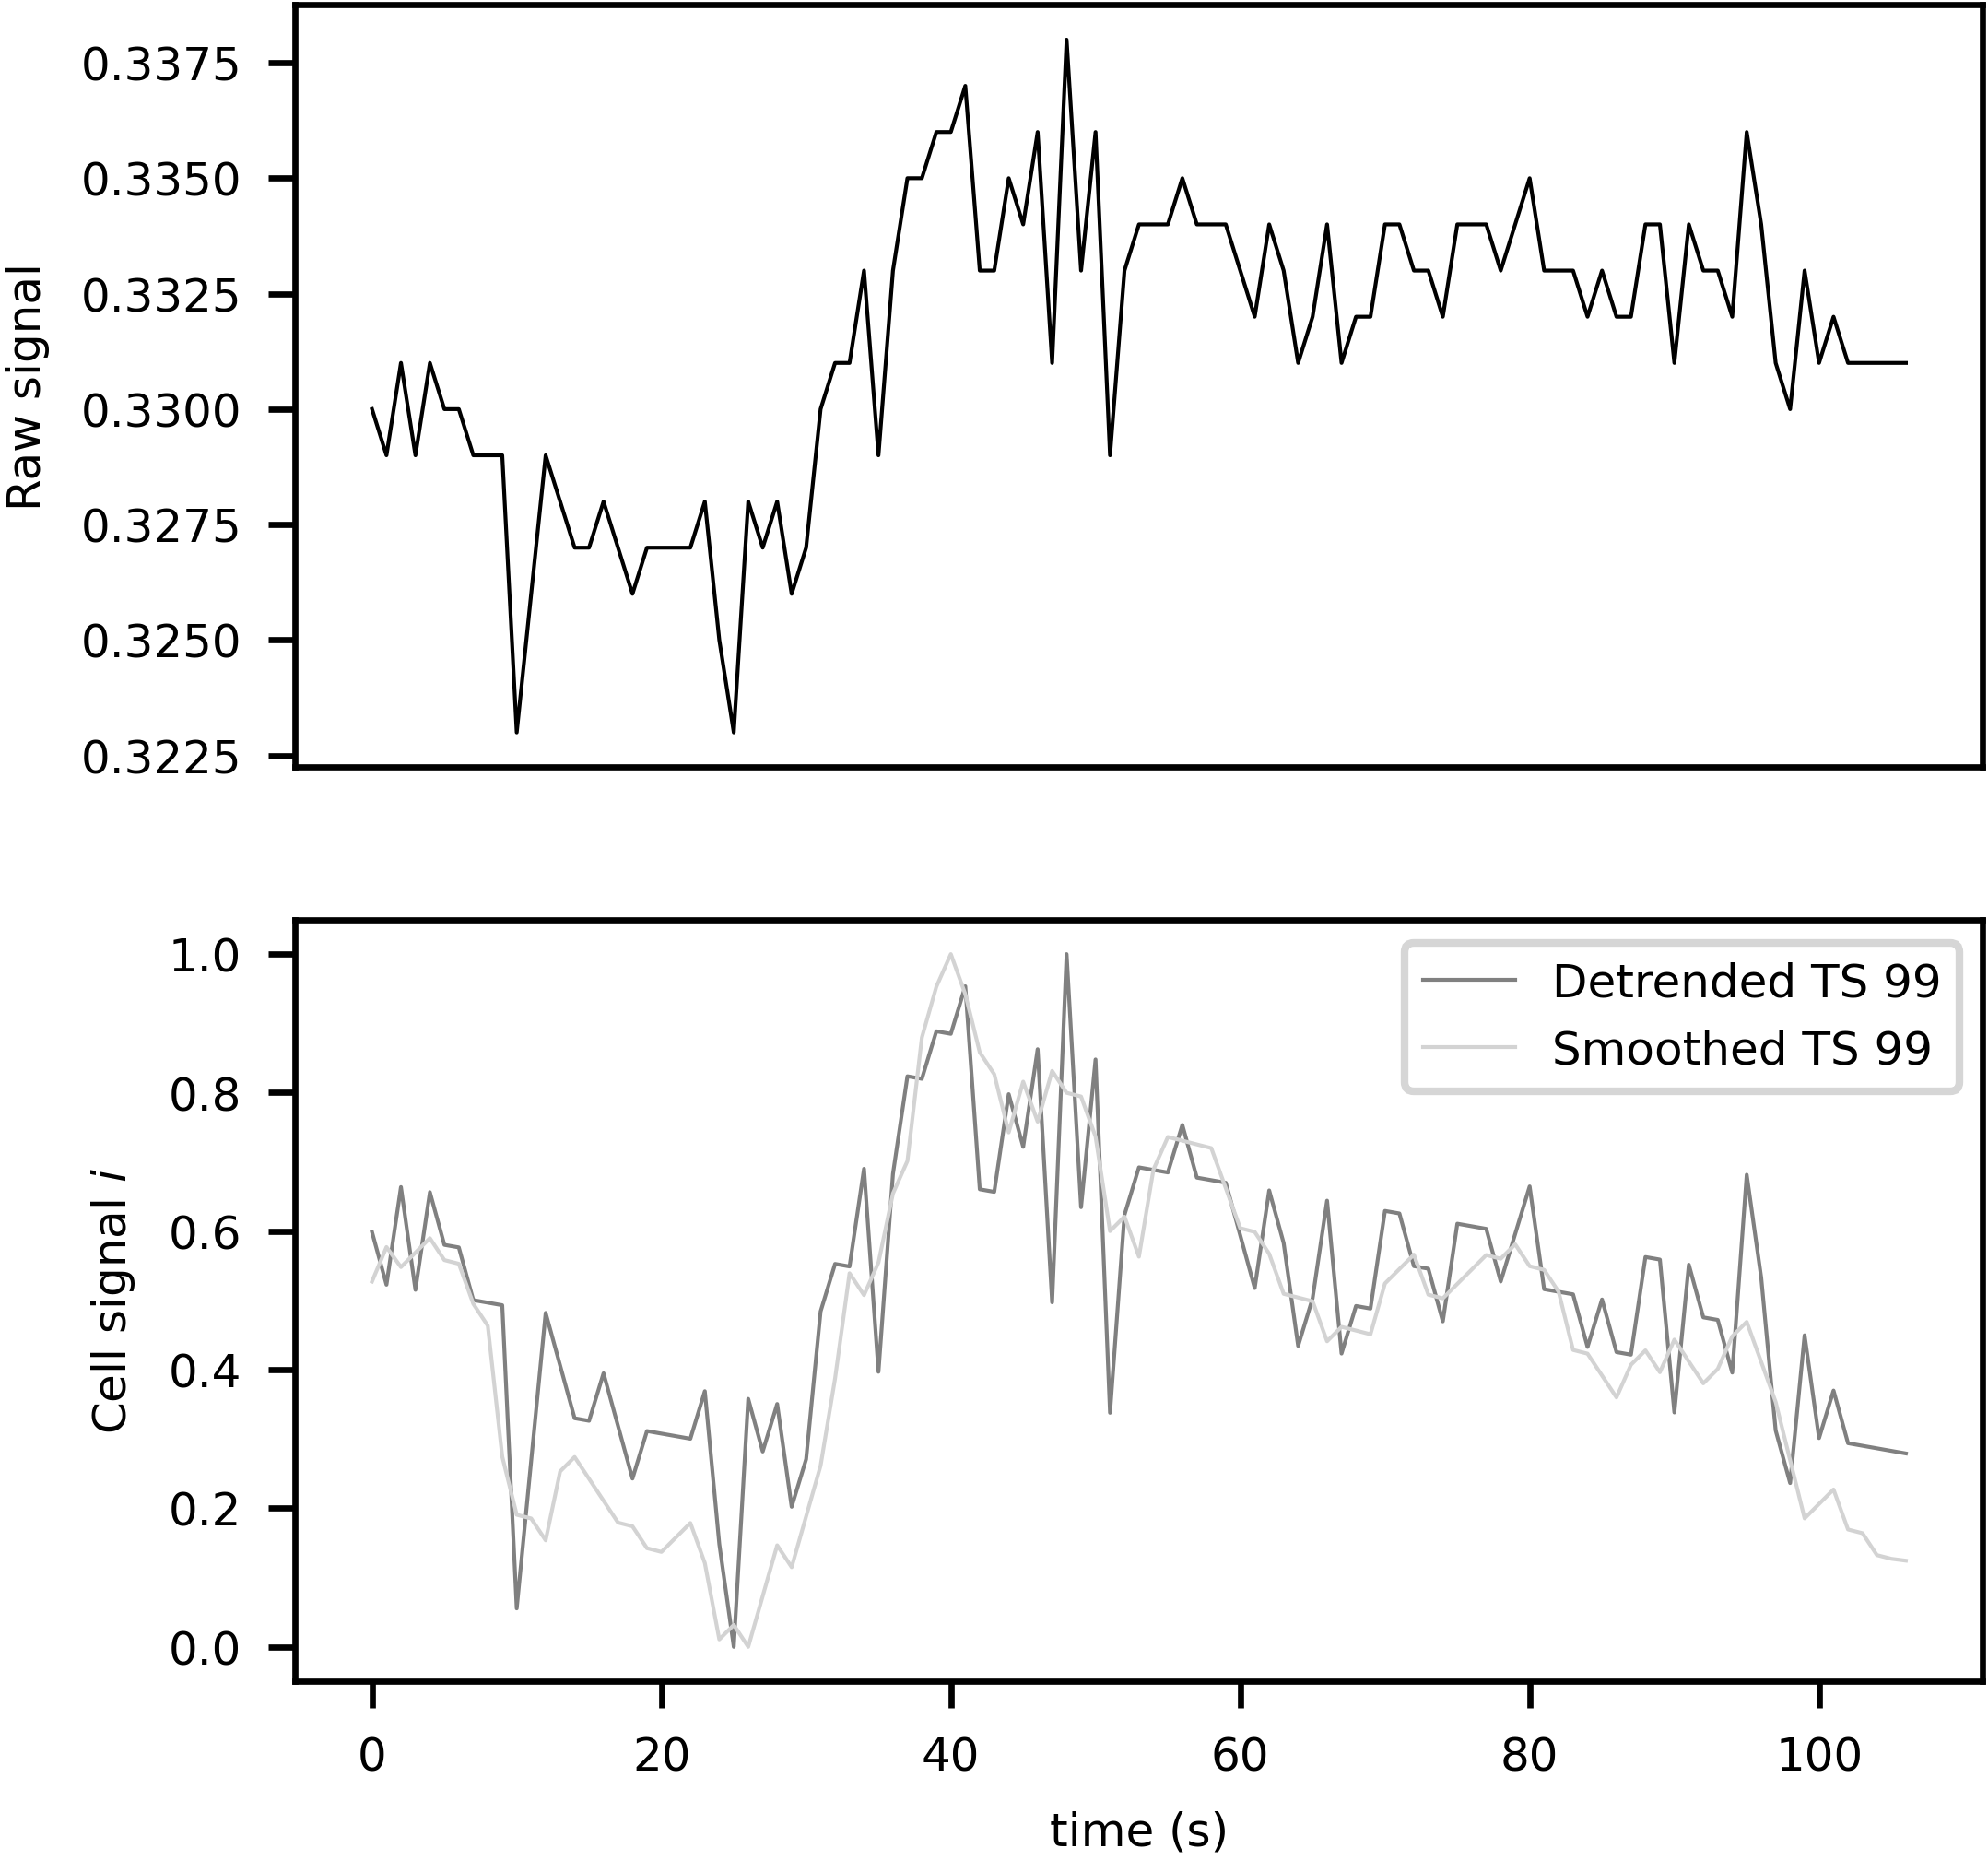 Raw signal
0.3375
0.3350
0.3325
0.3300
0.3275
0.3250
0.3225
Cell signal i
1.0
0.8
0.6
0.4
0.2
0.0
Detrended TS 99
Smoothed TS 99
0 20 40 60 80 100
time (s)